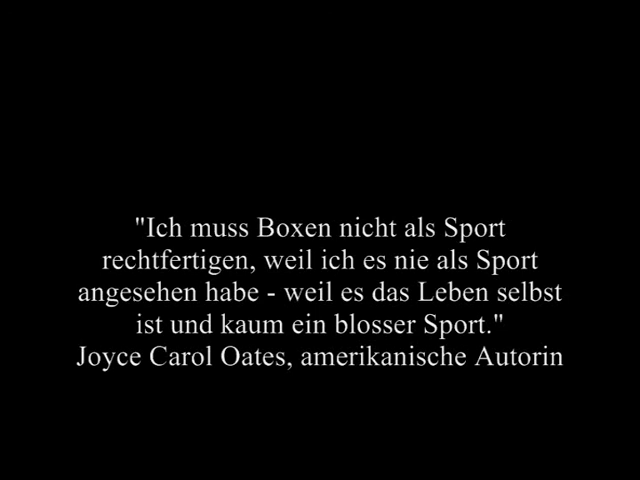 "Ich muss Boxen nicht als Sport
rechtfertigen, weil ich es nie als Sport
angesehen habe - weil es das Leben selbst
ist und kaum ein blosser Sport."
Joyce Carol Oates, amerikanische Autorin